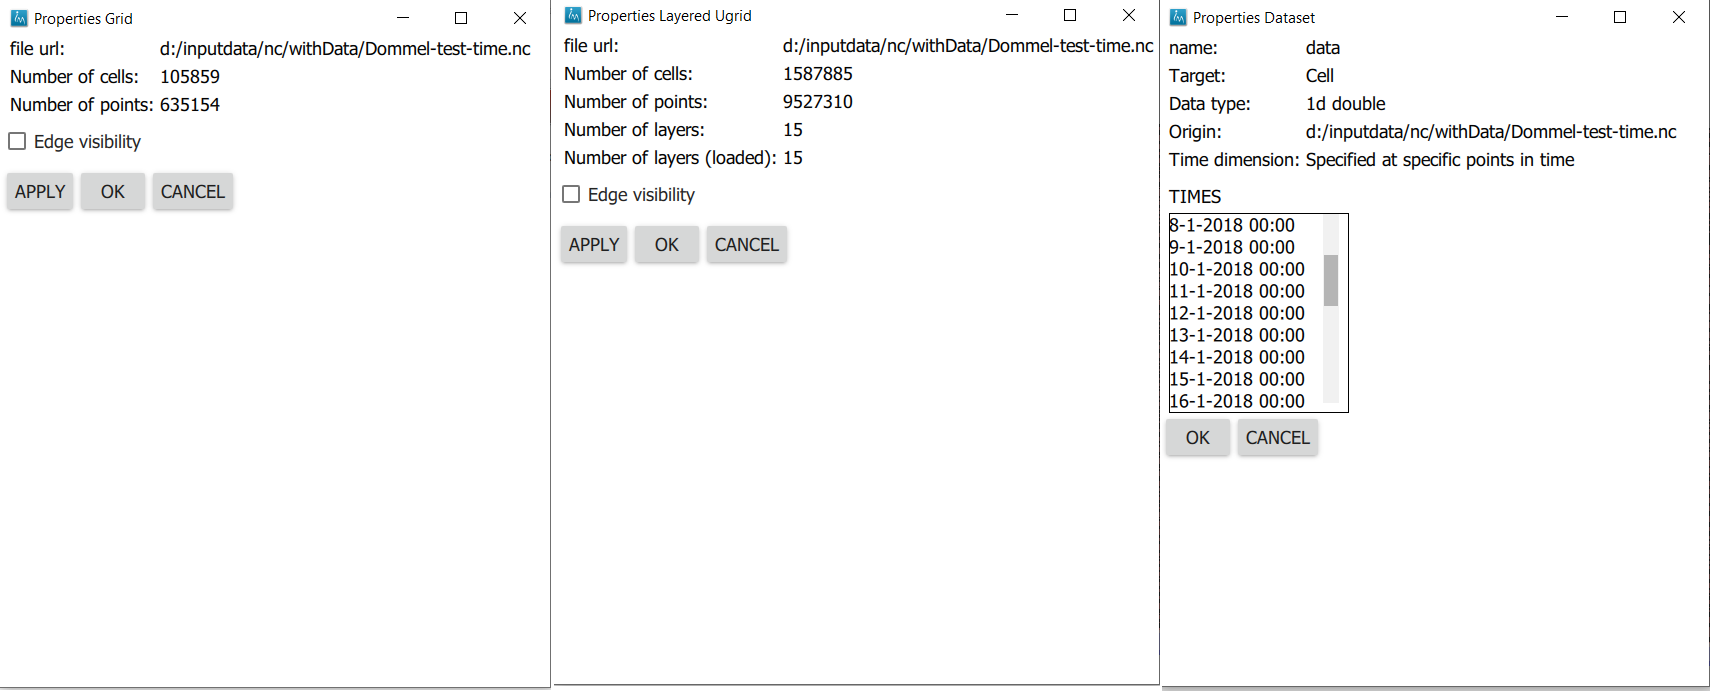 Properties Grid
file url: d:/inputdata/nc/withData/Dommel-test-time.nc
Number of cells: 105859
Number of points: 635154
Edge visibility
APPLY OK CANCEL
Properties Layered Ugrid
file url: d:/inputdata/nc/withData/Dommel-test-time.nc
Number of cells: 1587885
Number of points: 9527310
Number of layers: 15
Number of layers (loaded): 15
Edge visibility
APPLY OK CANCEL
Properties Dataset
name: data
Target: Cell
Data type: 1d double
Origin: d:/inputdata/nc/withData/Dommel-test-time.nc
Time dimension: Specified at specific points in time
TIMES
8-1-2018 00:00
9-1-2018 00:00
10-1-2018 00:00
11-1-2018 00:00
12-1-2018 00:00
13-1-2018 00:00
14-1-2018 00:00
15-1-2018 00:00
16-1-2018 00:00
OK CANCEL